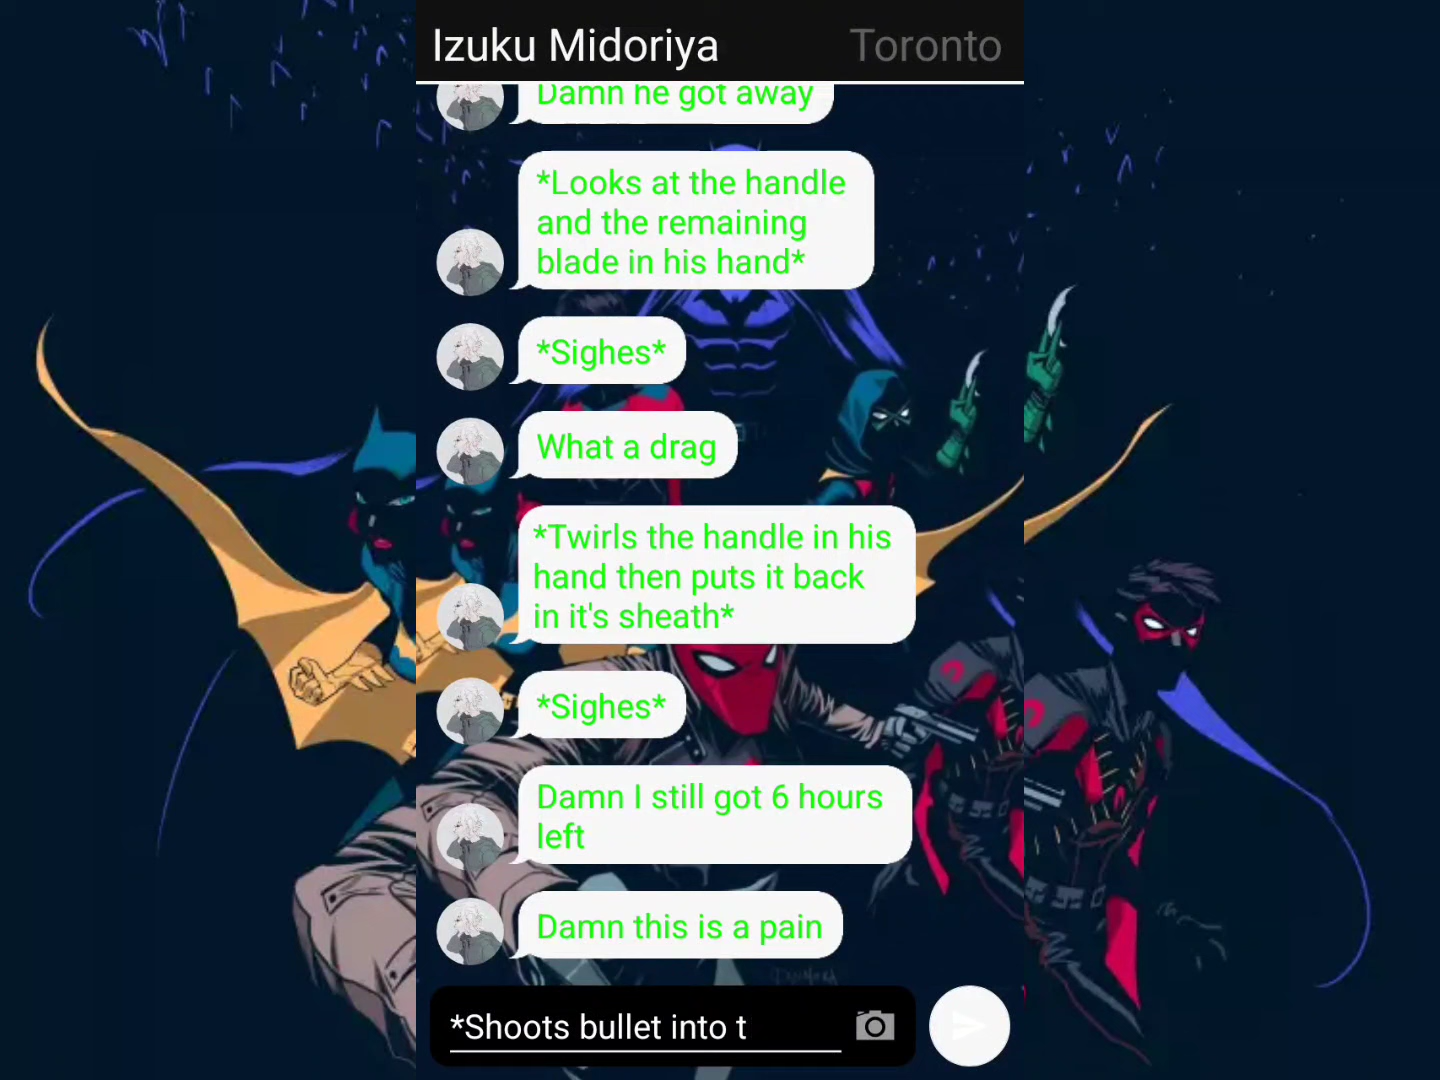 Izuku Midoriya
Toronto
Damn he got away
*Looks at the handle
and the remaining
blade in his hand*
*Sighes*
What a drag
*Twirls the handle in his
hand then puts it back
in it's sheath*
*Sighes*
Damn I still got 6 hours
left
Damn this is a pain
*Shoots bullet into t